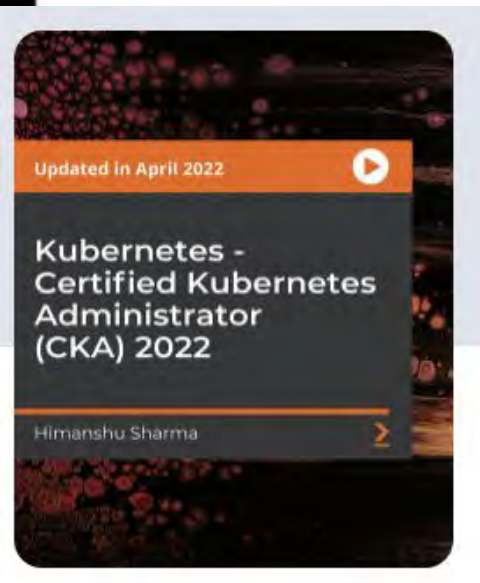 Updated in April 2022
Kubernetes -
Certified Kubernetes
Administrator
(CKA) 2022
Himanshu Sharma